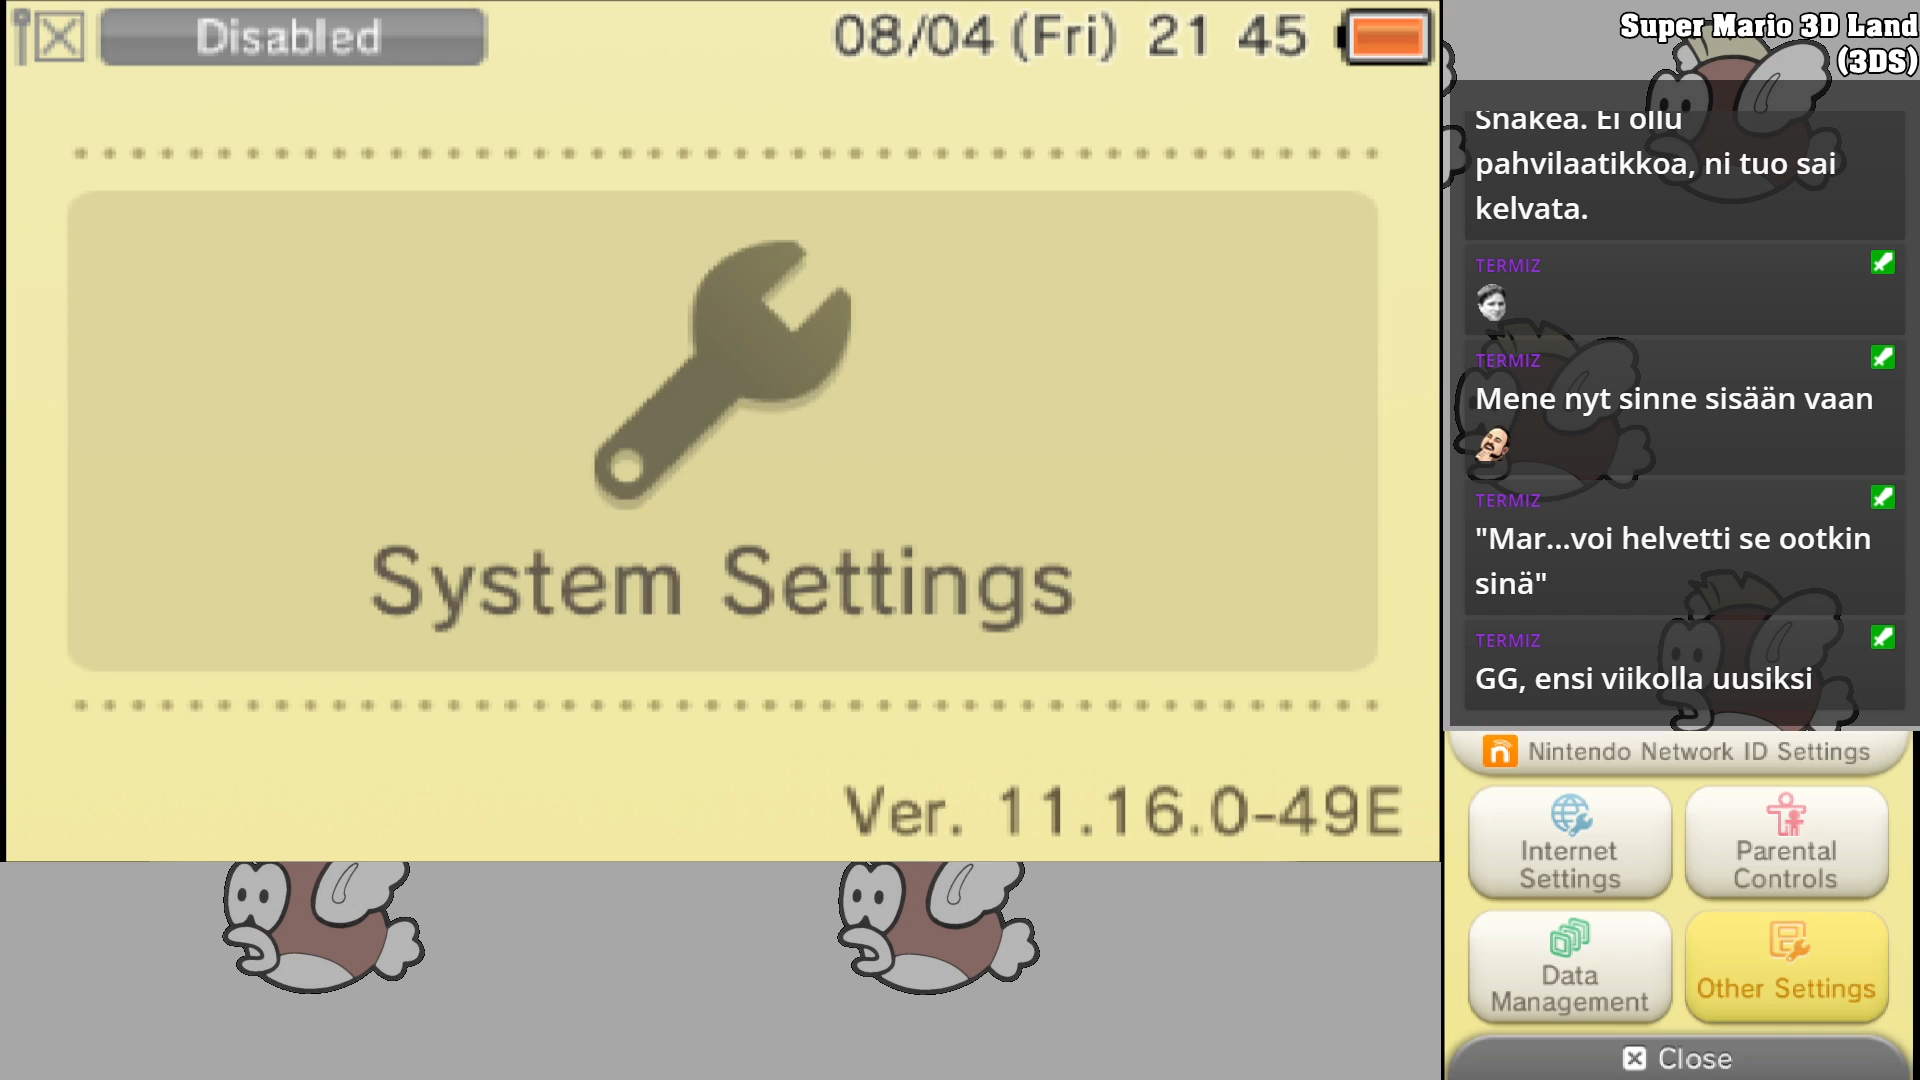 Disabled
08/04 (Fri) 21 45
System Settings
Ver. 11.16.0-49E
Super Mario 3D Land
(3DS)
Snakea. Ei ollu
pahvilaatikkoa, ni tuo sai
kelvata.
TERMIZ
TERMIZ
Mene nyt sinne sisään vaan
TERMIZ
"Mar...voi helvetti se ootkin
sinä"
TERMIZ
GG, ensi viikolla uusiksi
Nintendo Network ID Settings
Internet
Settings
Parental
Controls
Data
Management
Other Settings
Close